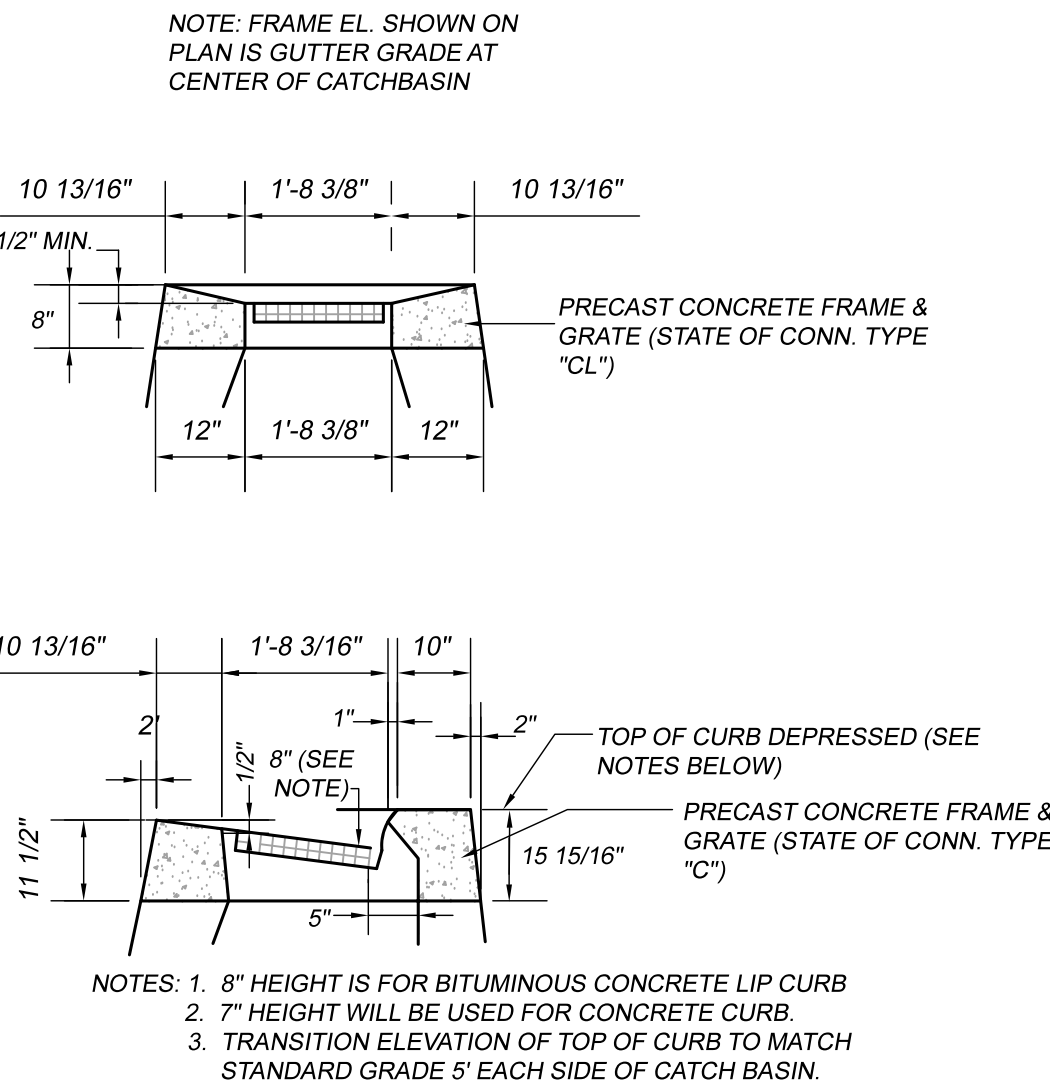 NOTE: FRAME EL. SHOWN ON
PLAN IS GUTTER GRADE AT
CENTER OF CATCHBASIN
10 13/16"
1'-8 3/8"
10 13/16"
1/2" MIN.
8"
PRECAST CONCRETE FRAME &
GRATE (STATE OF CONN. TYPE
"CL")
12"
1'-8 3/8"
12"
10 13/16"
1'-8 3/16"
10"
2'
1"
2"
1/2"
8" (SEE
NOTE)
TOP OF CURB DEPRESSED (SEE
NOTES BELOW)
PRECAST CONCRETE FRAME &
GRATE (STATE OF CONN. TYPE
"C")
11 1/2"
15 15/16"
5"
NOTES: 1. 8" HEIGHT IS FOR BITUMINOUS CONCRETE LIP CURB
2. 7" HEIGHT WILL BE USED FOR CONCRETE CURB.
3. TRANSITION ELEVATION OF TOP OF CURB TO MATCH
STANDARD GRADE 5' EACH SIDE OF CATCH BASIN.